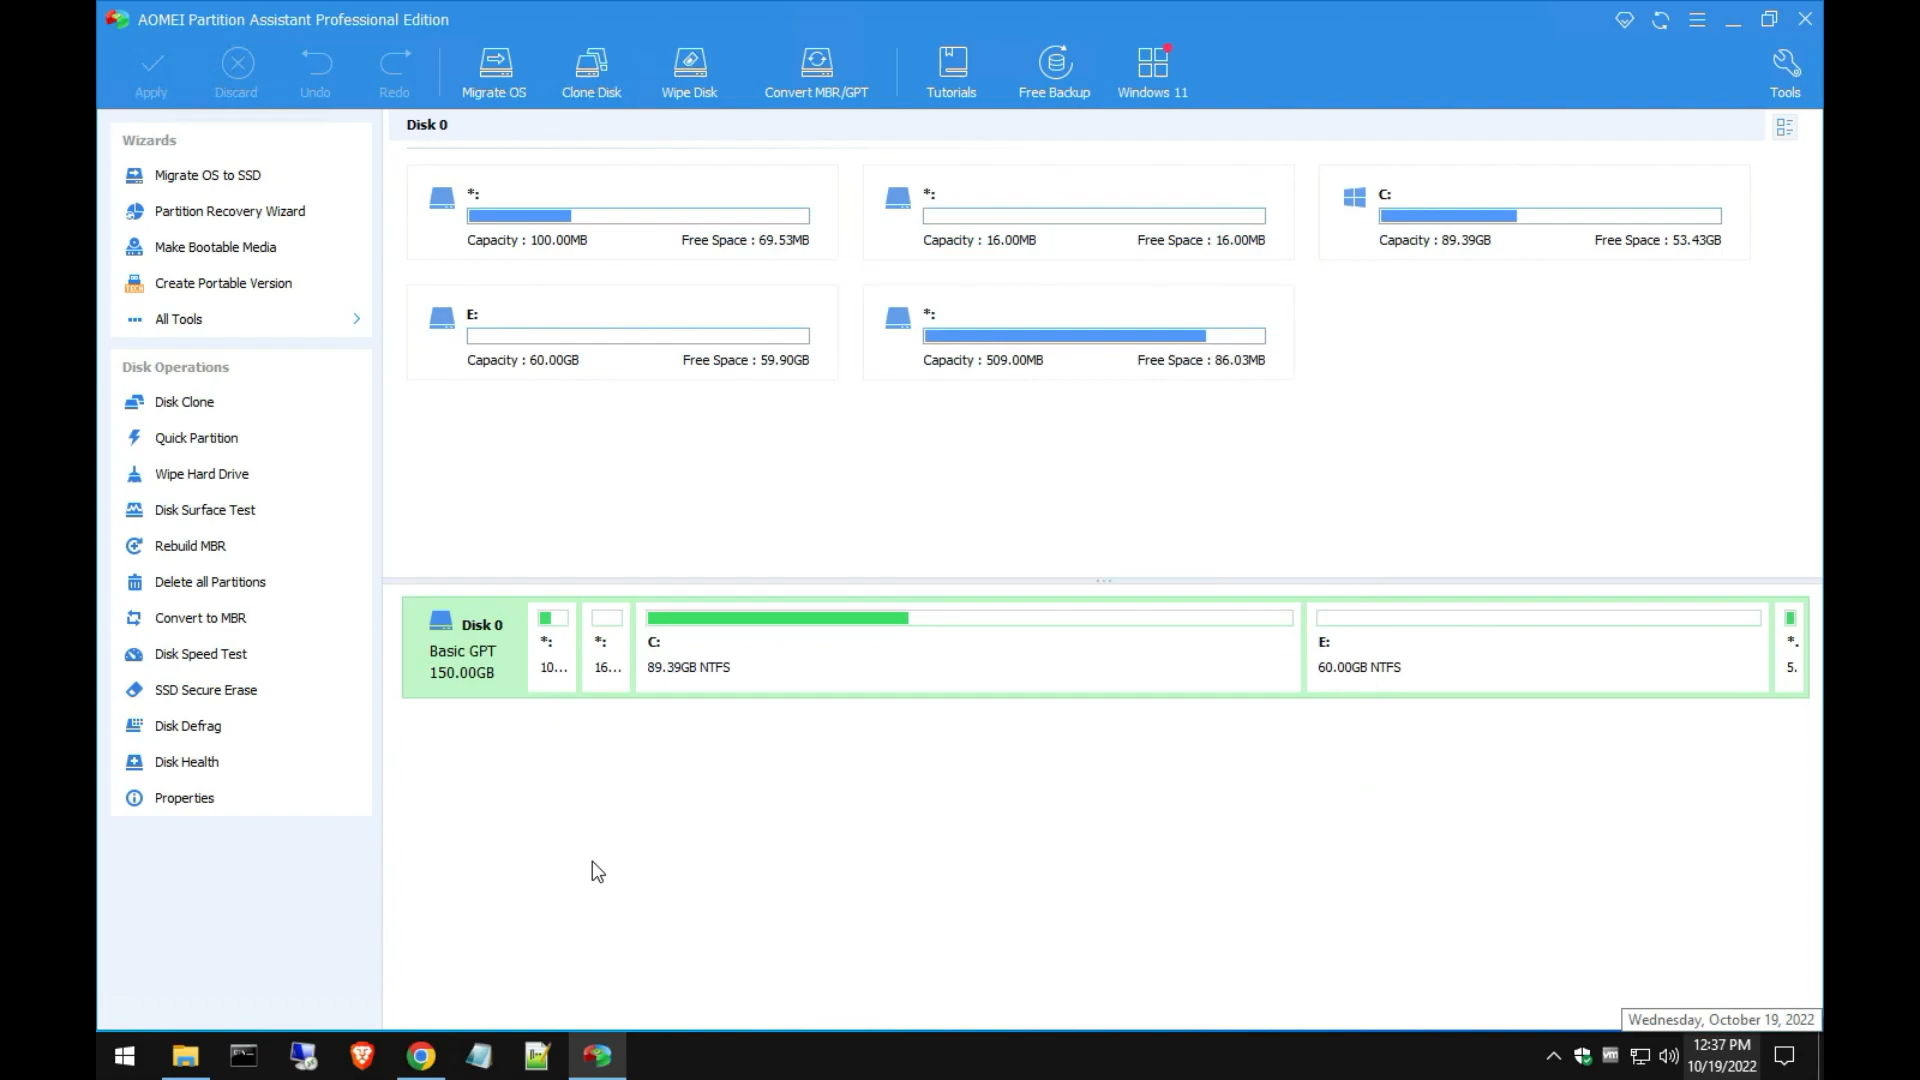 AOMEI Partition Assistant Professional Edition
Apply
Discard
Undo
Redo
Migrate OS
Clone Disk
Wipe Disk
Convert MBR/GPT
Tutorials
Free Backup
Windows 11
Tools
Wizards
Migrate OS to SSD
Partition Recovery Wizard
Make Bootable Media
TECH
Create Portable Version
All Tools
Disk Operations
Disk Clone
Quick Partition
Wipe Hard Drive
Disk Surface Test
Rebuild MBR
Delete all Partitions
Convert to MBR
Disk Speed Test
SSD Secure Erase
Disk Defrag
Disk Health
Properties
Disk 0
*:
Capacity : 100.00MB Free Space : 69.53MB
*:
Capacity : 16.00MB Free Space : 16.00MB
C:
Capacity : 89.39GB Free Space : 53.43GB
E:
Capacity : 60.00GB Free Space : 59.90GB
*:
Capacity : 509.00MB Free Space : 86.03MB
Disk 0
Basic GPT
150.00GB
*:
10...
*:
16...
C:
89.39GB NTFS
E:
60.00GB NTFS
*.
5.
Wednesday, October 19, 2022
vm
12:37 PM
10/19/2022